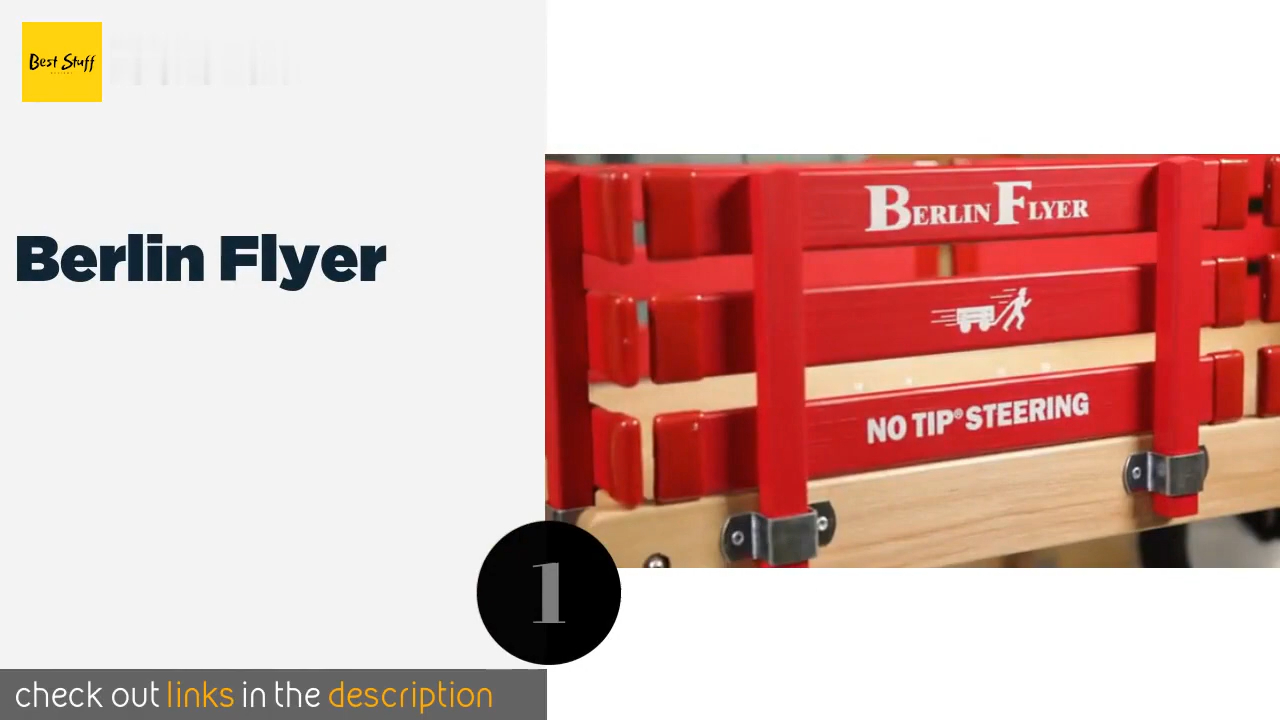 Best Stuff
Berlin Flyer
BERLIN FLYER
NO TIP® STEERING
1
check out links in the description